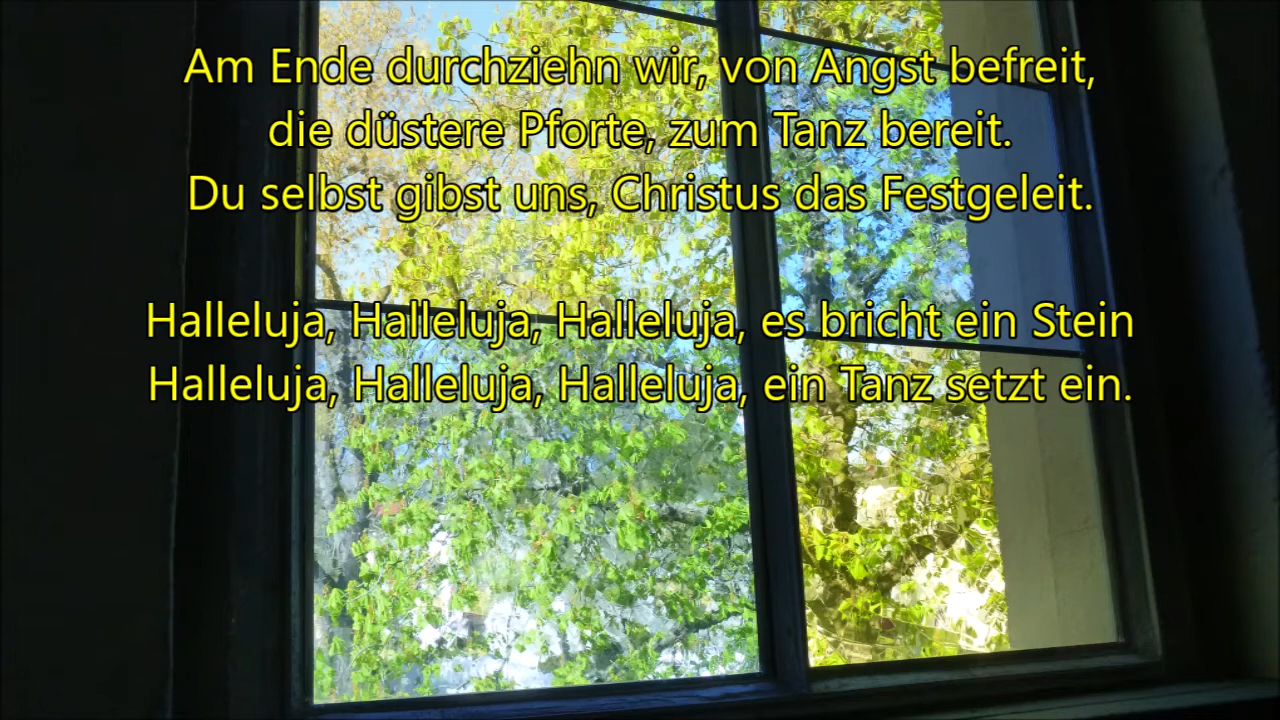 Am Ende durchziehn wir, von Angst befreit,
die düstere Pforte, zum Tanz bereit.
Du selbst gibst uns, Christus das Festgeleit.
Halleluja, Halleluja, Halleluja, es bricht ein Stein
Halleluja, Halleluja, Halleluja, ein Tanz setzt ein.